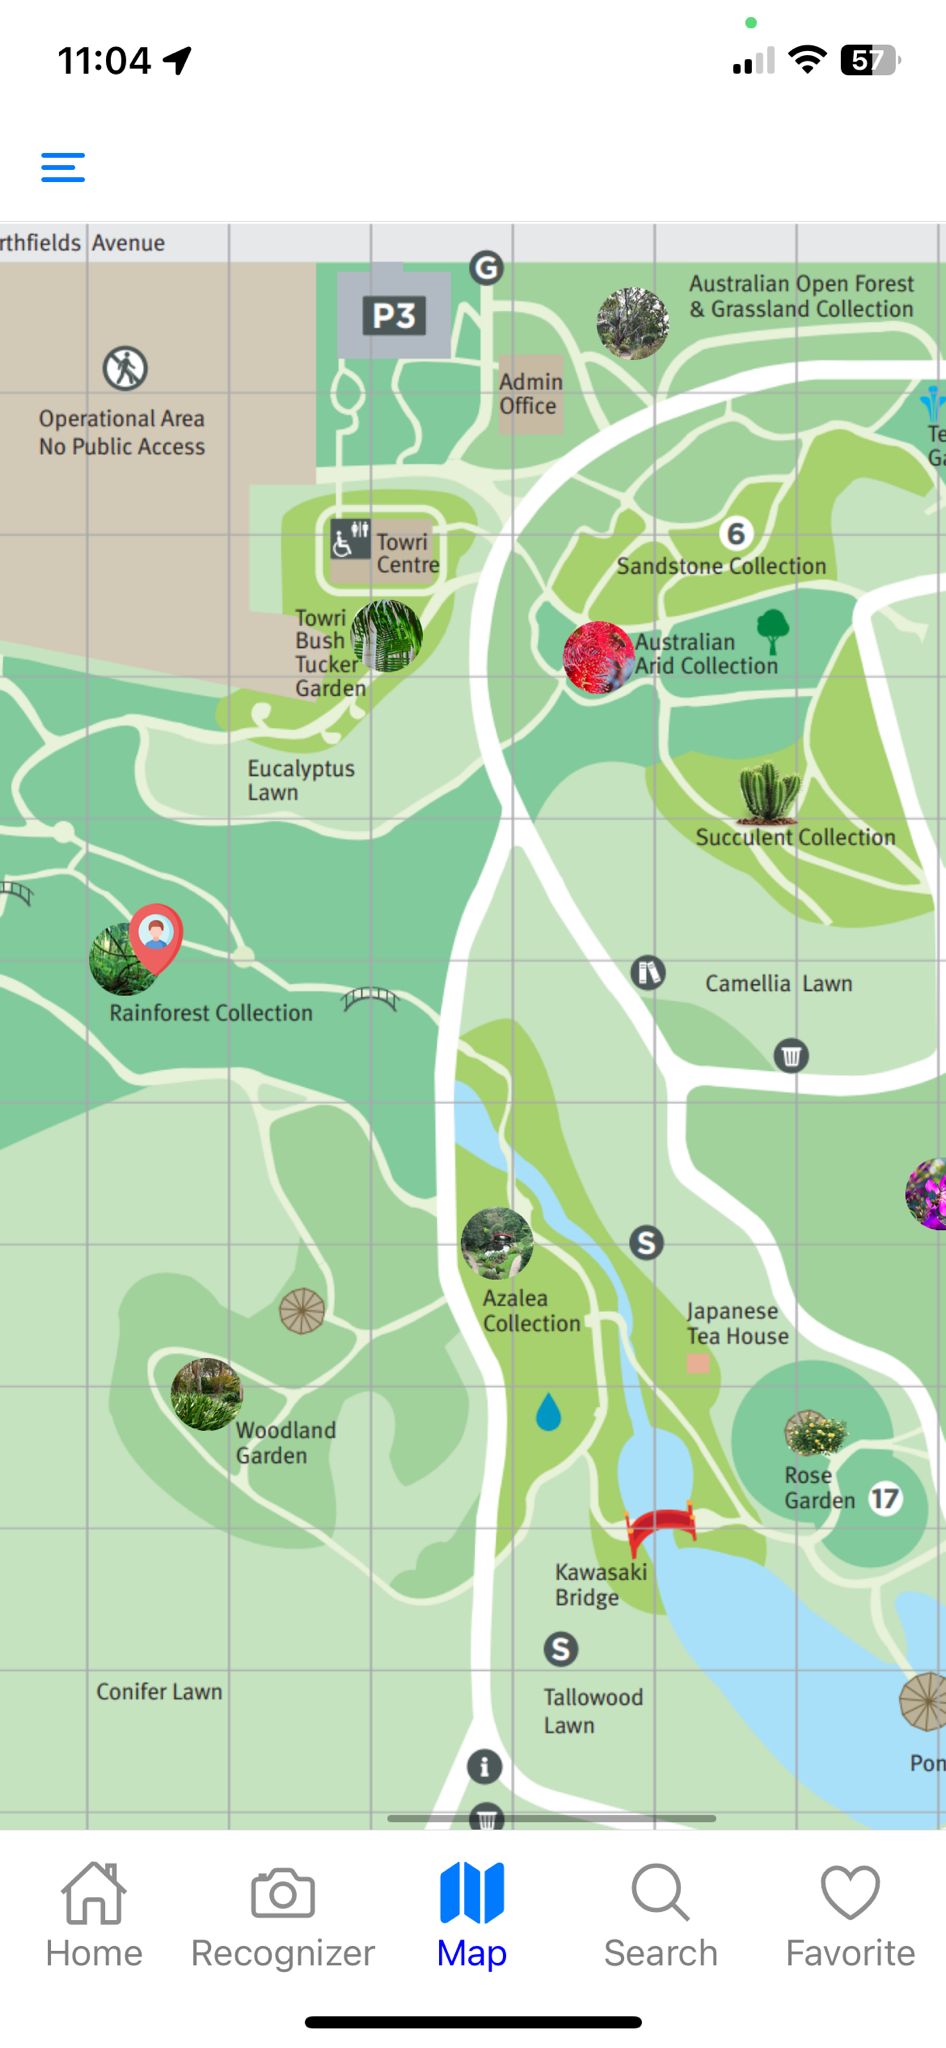 11:04
57
rthfields Avenue
G
P3
Australian Open Forest
& Grassland Collection
Admin
Office
Operational Area
No Public Access
Te
Ga
6
Sandstone Collection
Towri
Centre
Towri
Bush
Tucker
Garden
Australian
Arid Collection
Eucalyptus
Lawn
Succulent Collection
Camellia Lawn
Rainforest Collection
S
Azalea
Collection
Japanese
Tea House
Woodland
Garden
Rose
Garden
17
Kawasaki
Bridge
S
Conifer Lawn
Tallowood
Lawn
i
Pon
Home
Recognizer
Map
Search
Favorite